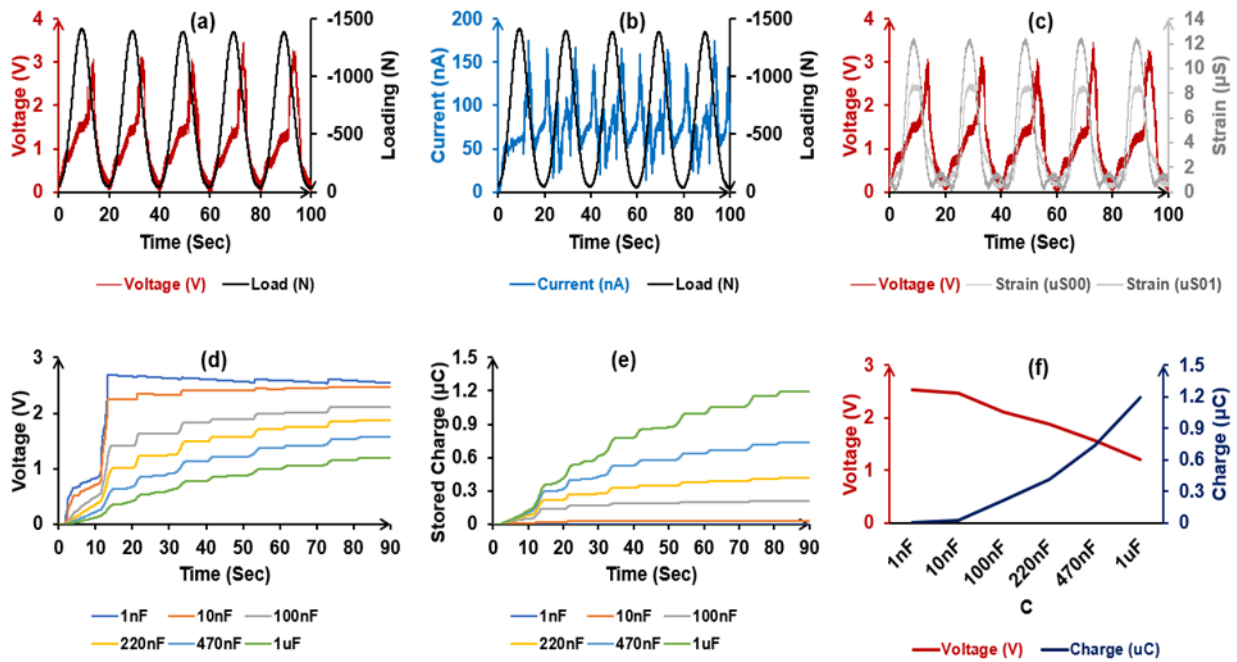 (a)
Voltage (V)
4
3
2
1
0
-1500
-1000
-500
0
Loading (N)
0 20 40 60 80 100
Time (Sec)
Voltage (V) Load (N)
(b)
Current (nA)
200
150
100
50
0
-1500
-1000
-500
0
Loading (N)
0 20 40 60 80 100
Time (Sec)
Current (nA) Load (N)
(c)
Voltage (V)
4
3
2
1
0
14
12
10
8
6
4
2
0
Strain (µS)
0 20 40 60 80 100
Time (Sec)
Voltage (V) Strain (uS00) Strain (uS01)
(d)
Voltage (V)
3
2
1
0
0 10 20 30 40 50 60 70 80 90
Time (Sec)
1nF 10nF 100nF
220nF 470nF 1uF
(e)
Stored Charge (µC)
1.5
1.2
0.9
0.6
0.3
0
0 10 20 30 40 50 60 70 80 90
Time (Sec)
1nF 10nF 100nF
220nF 470nF 1uF
(f)
Voltage (V)
3
2
1
0
1.5
1.2
0.9
0.6
0.3
0
Charge (µC)
1nF 10nF 100nF 220nF 470nF 1uF
C
Voltage (V) Charge (uC)